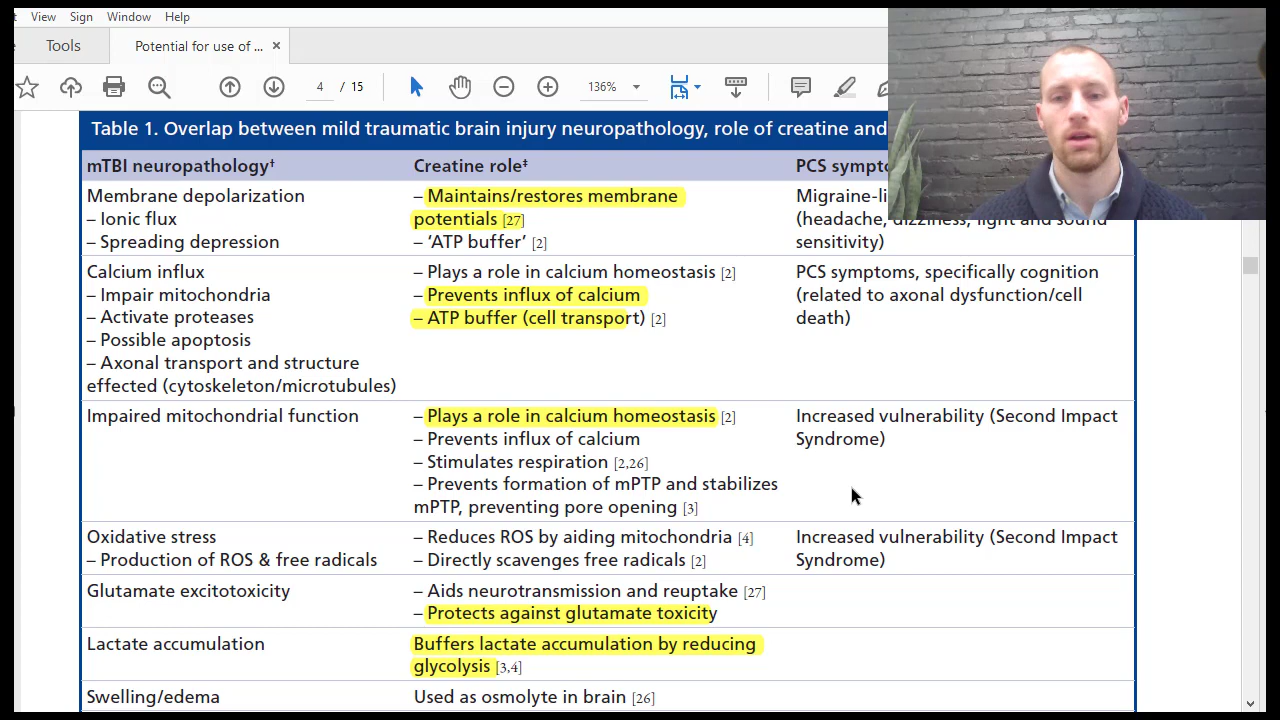 View Sign Window Help
Tools
Potential for use of ... ×
4 / 15
136%
Table 1. Overlap between mild traumatic brain injury neuropathology, role of creatine and
mTBI neuropathology† Creatine role‡
Membrane depolarization
– Ionic flux
– Spreading depression
– Maintains/restores membrane
potentials [27]
– ‘ATP buffer’ [2]
PCS
(headache, dizziness, light and sound
sensitivity)
Calcium influx
– Impair mitochondria
– Activate proteases
– Possible apoptosis
– Axonal transport and structure
effected (cytoskeleton/microtubules)
– Plays a role in calcium homeostasis [2]
– Prevents influx of calcium
– ATP buffer (cell transport) [2]
PCS symptoms, specifically cognition
(related to axonal dysfunction/cell
death)
Impaired mitochondrial function
– Plays a role in calcium homeostasis [2]
– Prevents influx of calcium
– Stimulates respiration [2,26]
– Prevents formation of mPTP and stabilizes
mPTP, preventing pore opening [3]
Increased vulnerability (Second Impact
Syndrome)
Oxidative stress
– Production of ROS & free radicals
– Reduces ROS by aiding mitochondria [4]
– Directly scavenges free radicals [2]
Increased vulnerability (Second Impact
Syndrome)
Glutamate excitotoxicity
– Aids neurotransmission and reuptake [27]
– Protects against glutamate toxicity
Lactate accumulation
Buffers lactate accumulation by reducing
glycolysis [3,4]
Swelling/edema
Used as osmolyte in brain [26]